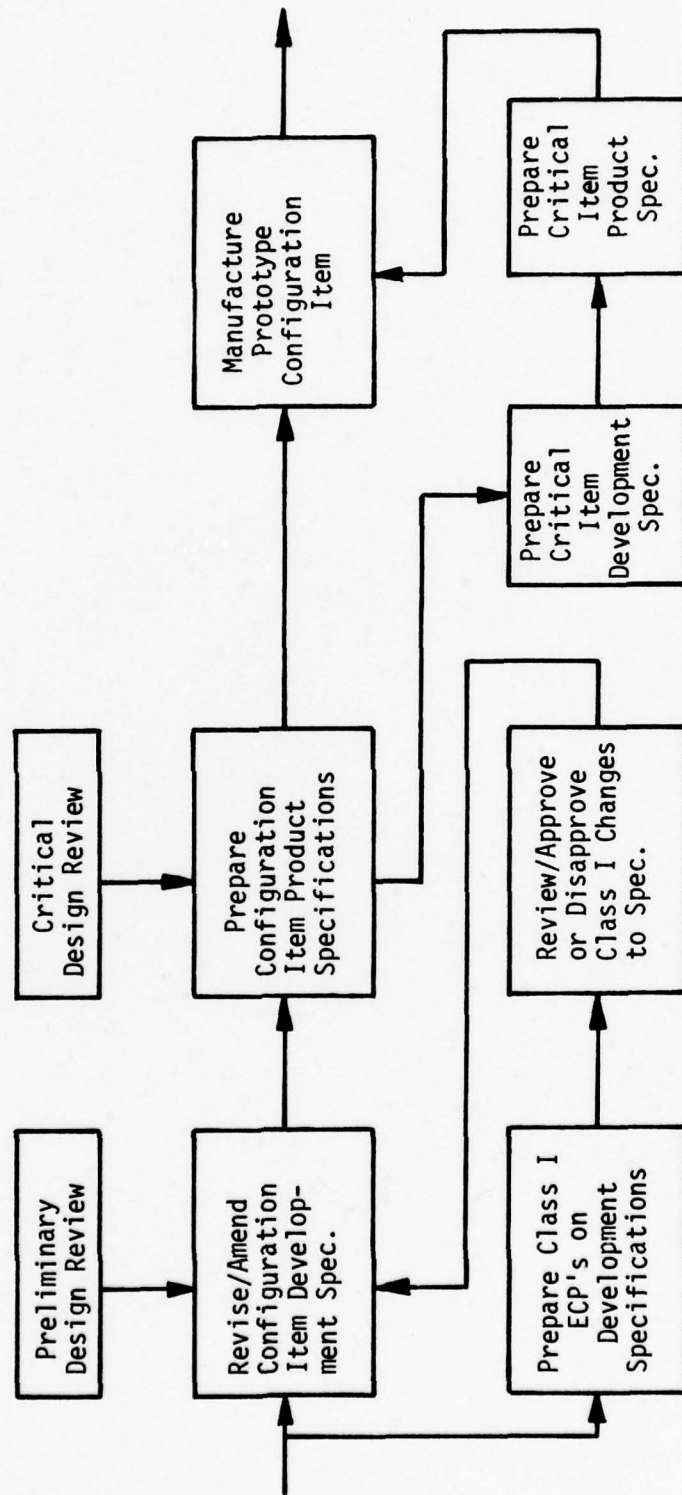 Preliminary
Design Review
Critical
Design Review
Revise/Amend
Configuration
Item Develop-
ment Spec.
Prepare
Configuration
Item Product
Specifications
Manufacture
Prototype
Configuration
Item
Prepare Class I
ECP's on
Development
Specifications
Review/Approve
or Disapprove
Class I Changes
to Spec.
Prepare
Critical
Item
Development
Spec.
Prepare
Critical
Item
Product
Spec.